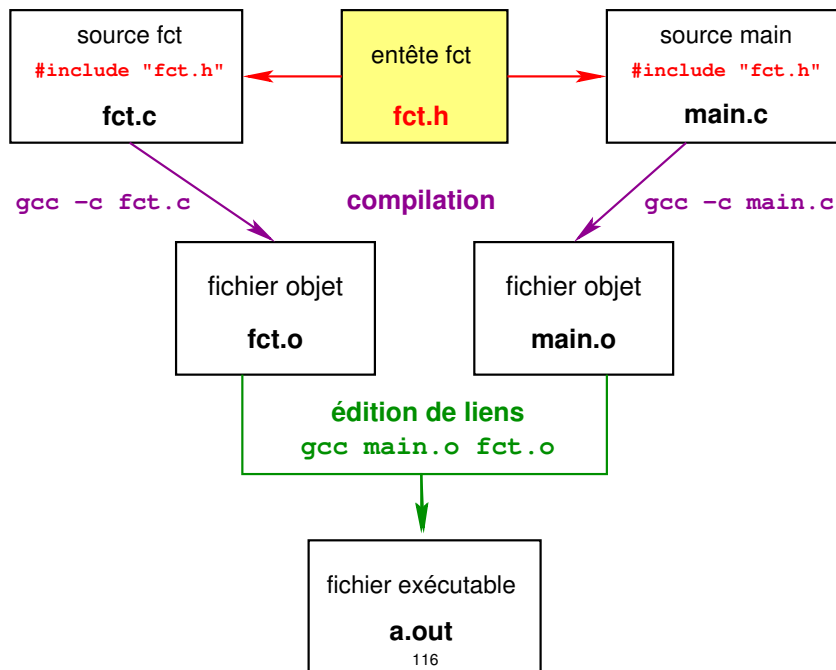 source fct
#include "fct.h"
fct.c
entête fct
fct.h
source main
#include "fct.h"
main.c
gcc −c fct.c
compilation
gcc −c main.c
fichier objet
fct.o
fichier objet
main.o
édition de liens
gcc main.o fct.o
fichier exécutable
a.out
116